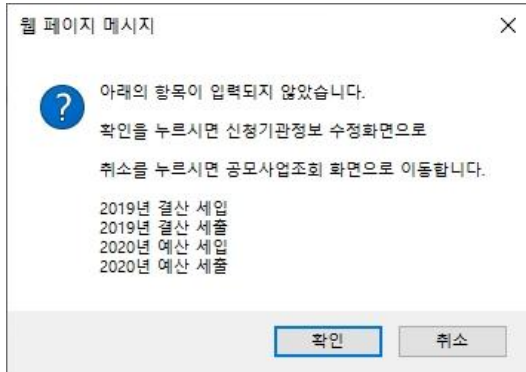 웹 페이지 메시지
아래의 항목이 입력되지 않았습니다.
확인을 누르시면 신청기관정보 수정화면으로
취소를 누르시면 공모사업조회 화면으로 이동합니다.
2019년 결산 세입
2019년 결산 세출
2020년 예산 세입
2020년 예산 세출
확인
취소